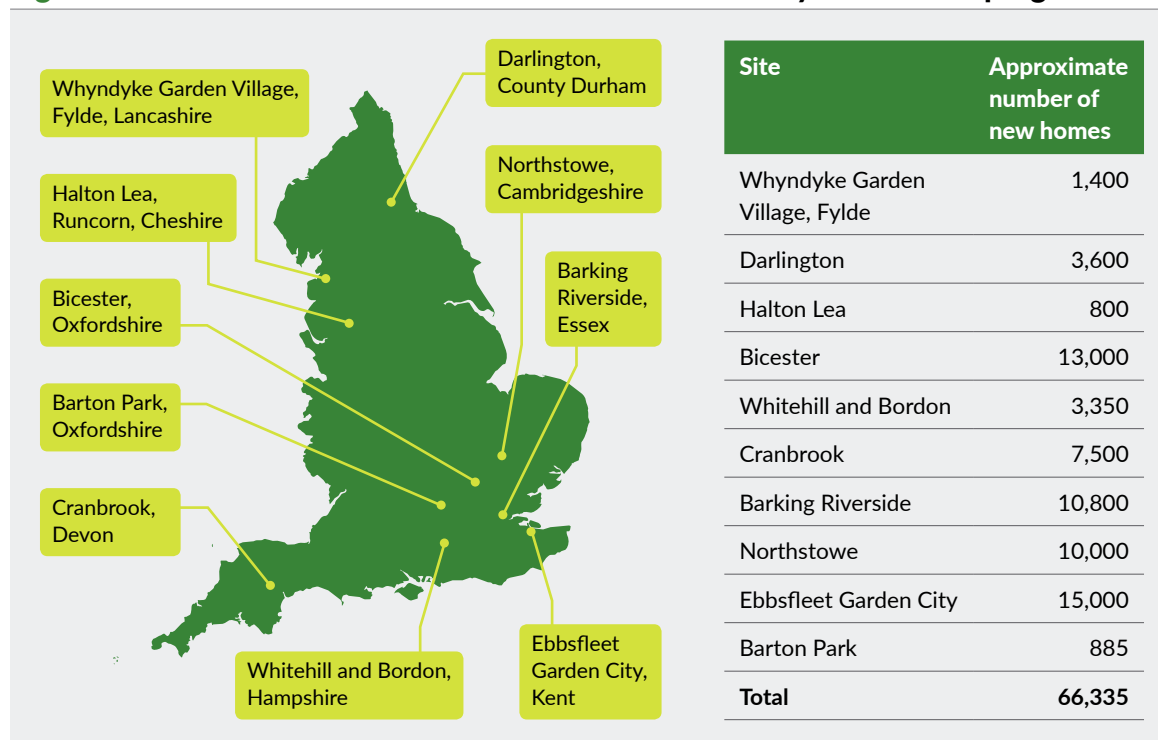 Whyndyke Garden Village,
Fylde, Lancashire
Darlington,
County Durham
Halton Lea,
Runcorn, Cheshire
Northstowe,
Cambridgeshire
Bicester,
Oxfordshire
Barking
Riverside,
Essex
Barton Park,
Oxfordshire
Cranbrook,
Devon
Whitehill and Bordon,
Hampshire
Ebbsfleet
Garden City,
Kent
Site Approximate
number of
new homes
Whyndyke Garden 1,400
Village, Fylde
Darlington 3,600
Halton Lea 800
Bicester 13,000
Whitehill and Bordon 3,350
Cranbrook 7,500
Barking Riverside 10,800
Northstowe 10,000
Ebbsfleet Garden City 15,000
Barton Park 885
Total 66,335